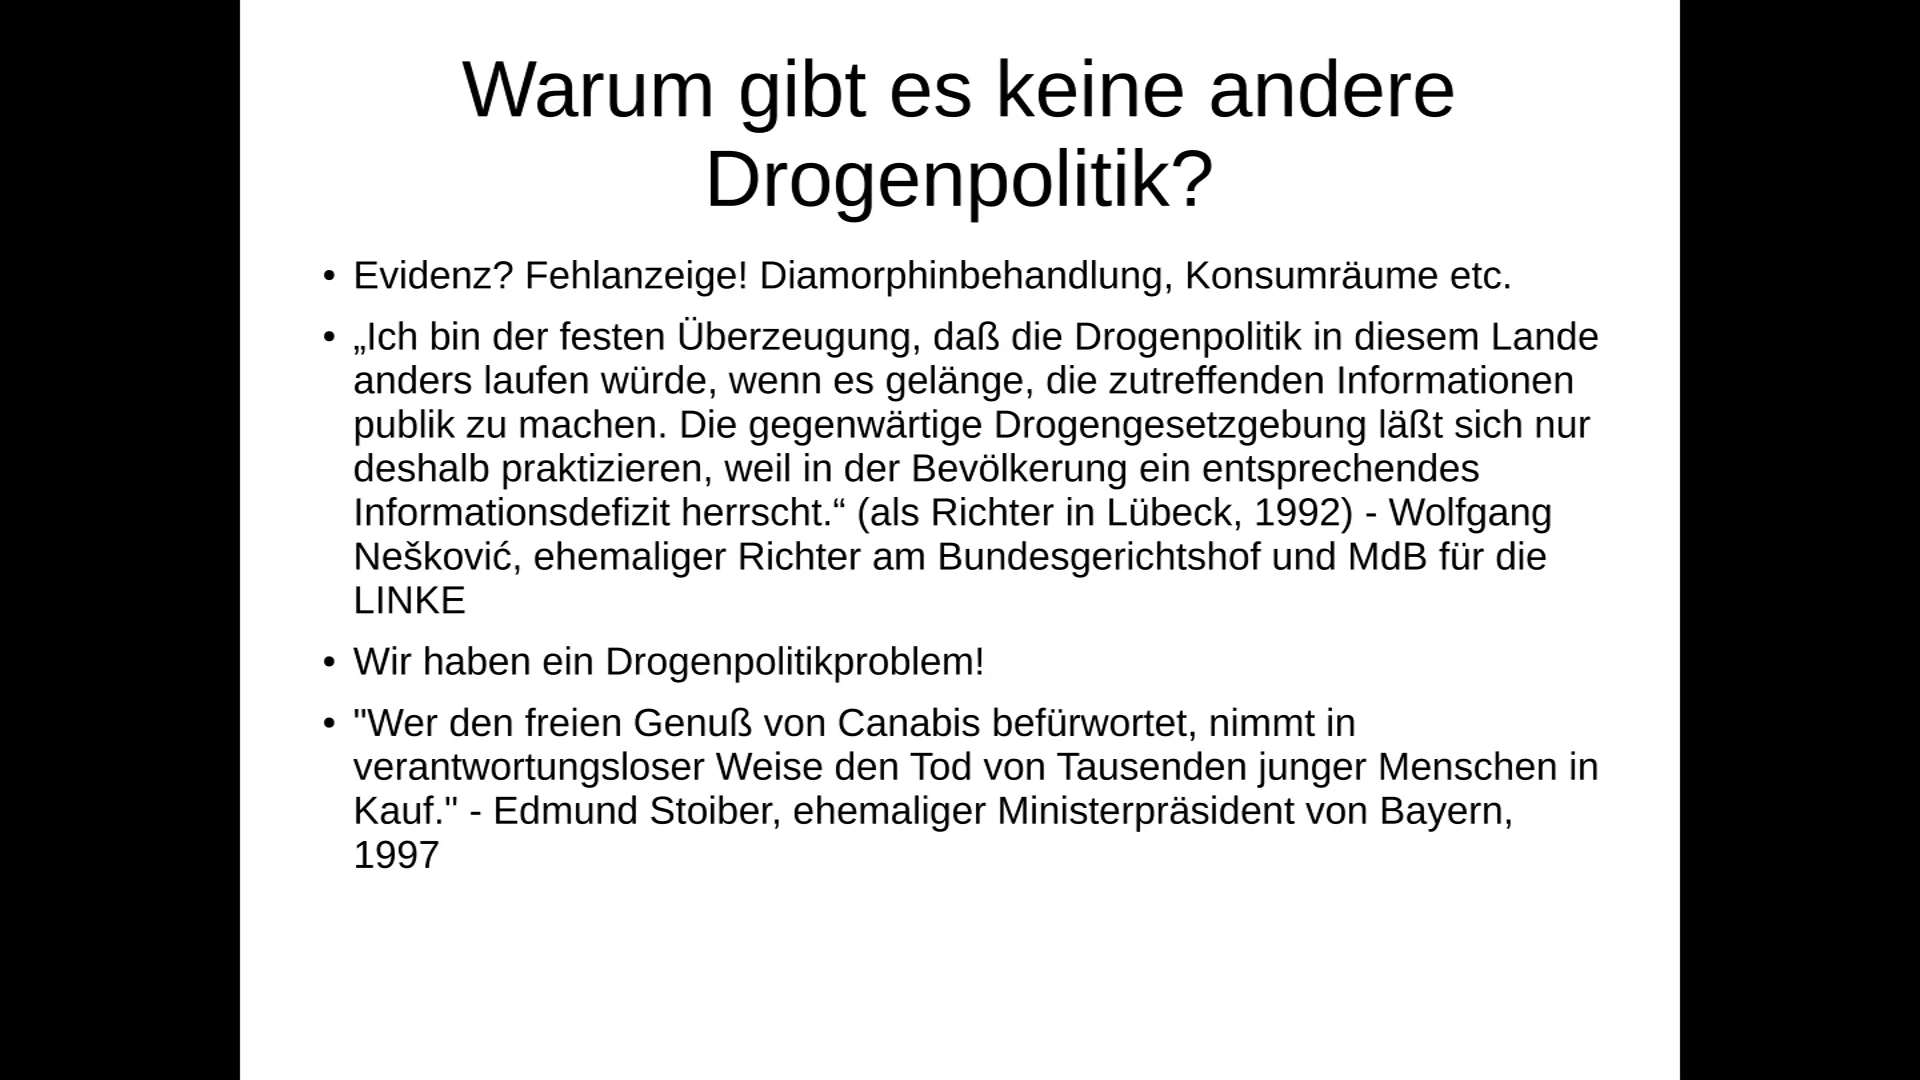 Warum gibt es keine andere
Drogenpolitik?
• Evidenz? Fehlanzeige! Diamorphinbehandlung, Konsumräume etc.
• „Ich bin der festen Überzeugung, daß die Drogenpolitik in diesem Lande
anders laufen würde, wenn es gelänge, die zutreffenden Informationen
publik zu machen. Die gegenwärtige Drogengesetzgebung läßt sich nur
deshalb praktizieren, weil in der Bevölkerung ein entsprechendes
Informationsdefizit herrscht.“ (als Richter in Lübeck, 1992) - Wolfgang
Nešković, ehemaliger Richter am Bundesgerichtshof und MdB für die
LINKE
• Wir haben ein Drogenpolitikproblem!
• "Wer den freien Genuß von Canabis befürwortet, nimmt in
verantwortungsloser Weise den Tod von Tausenden junger Menschen in
Kauf." - Edmund Stoiber, ehemaliger Ministerpräsident von Bayern,
1997